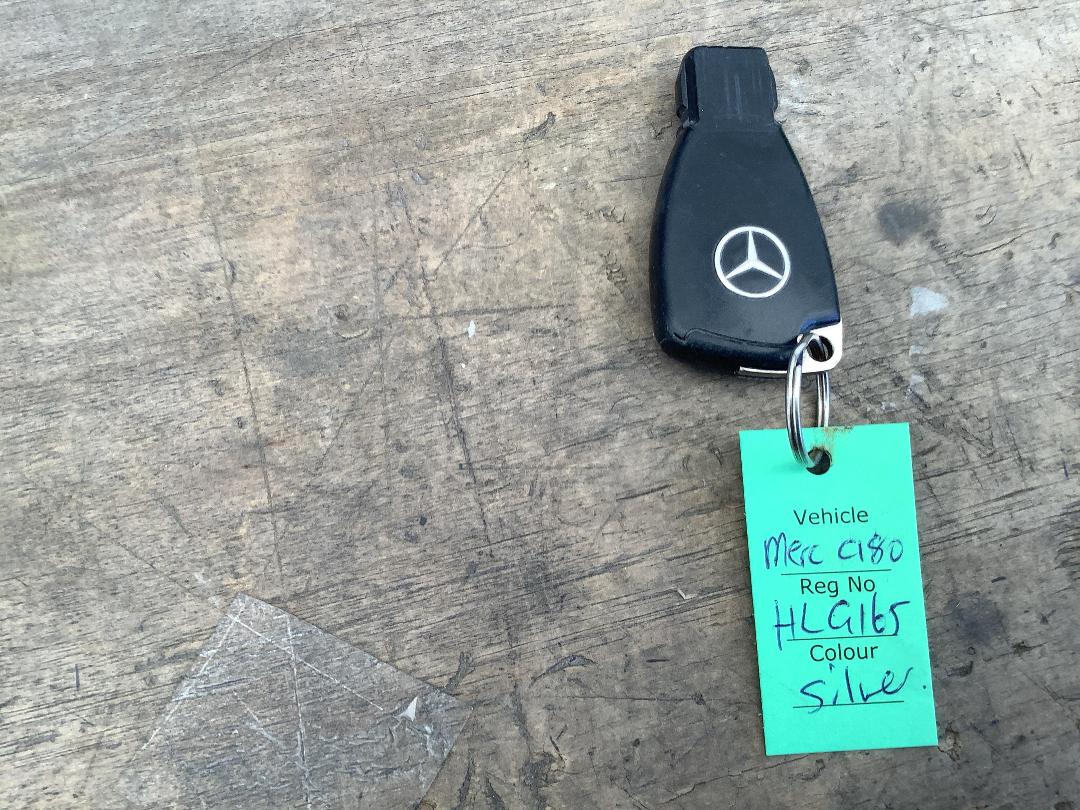 Vehicle
Merc C180
Reg No
HLG165
Colour
Silver.